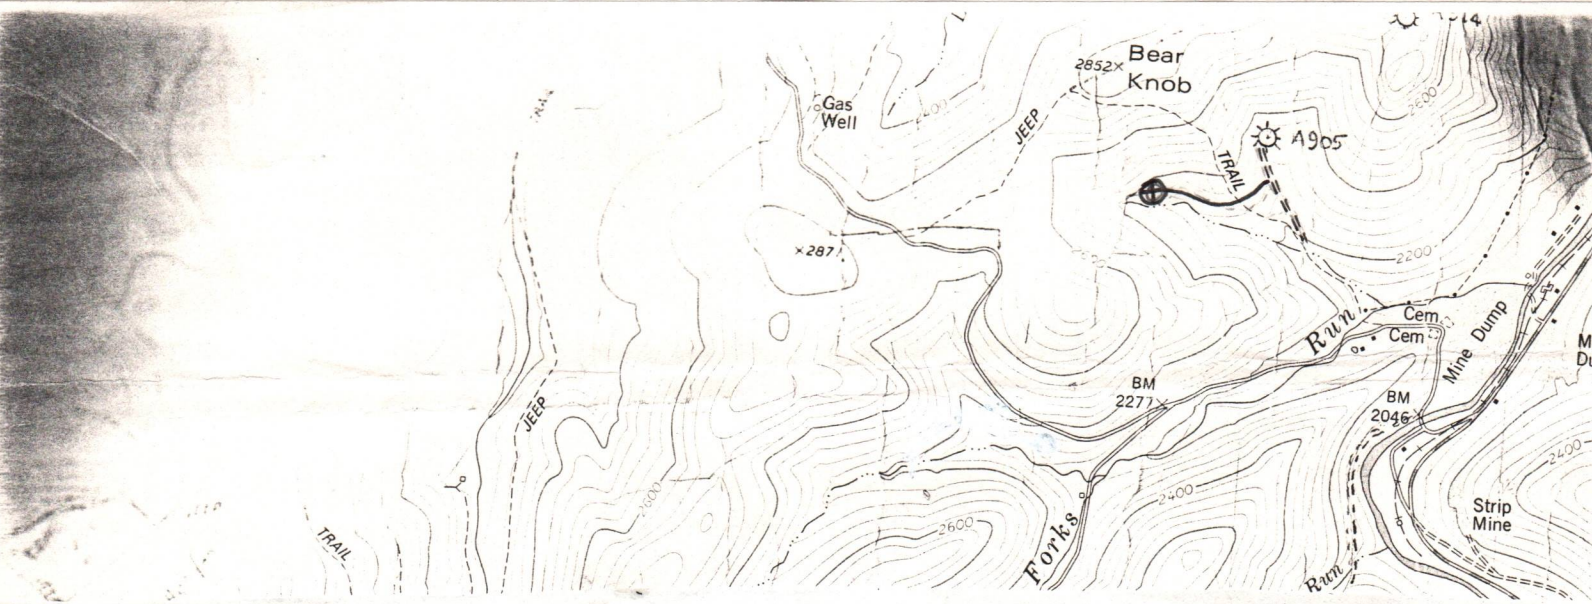 Bear
Knob
2852×
Gas
Well
JEEP
A905
TRAIL
2600
×287
2200
Run
Cem
Cem
Mine Dump
BM
2277×
BM
2046
JEEP
2400
2600
2400
2600
Strip
Mine
Forks
TRAIL
Run